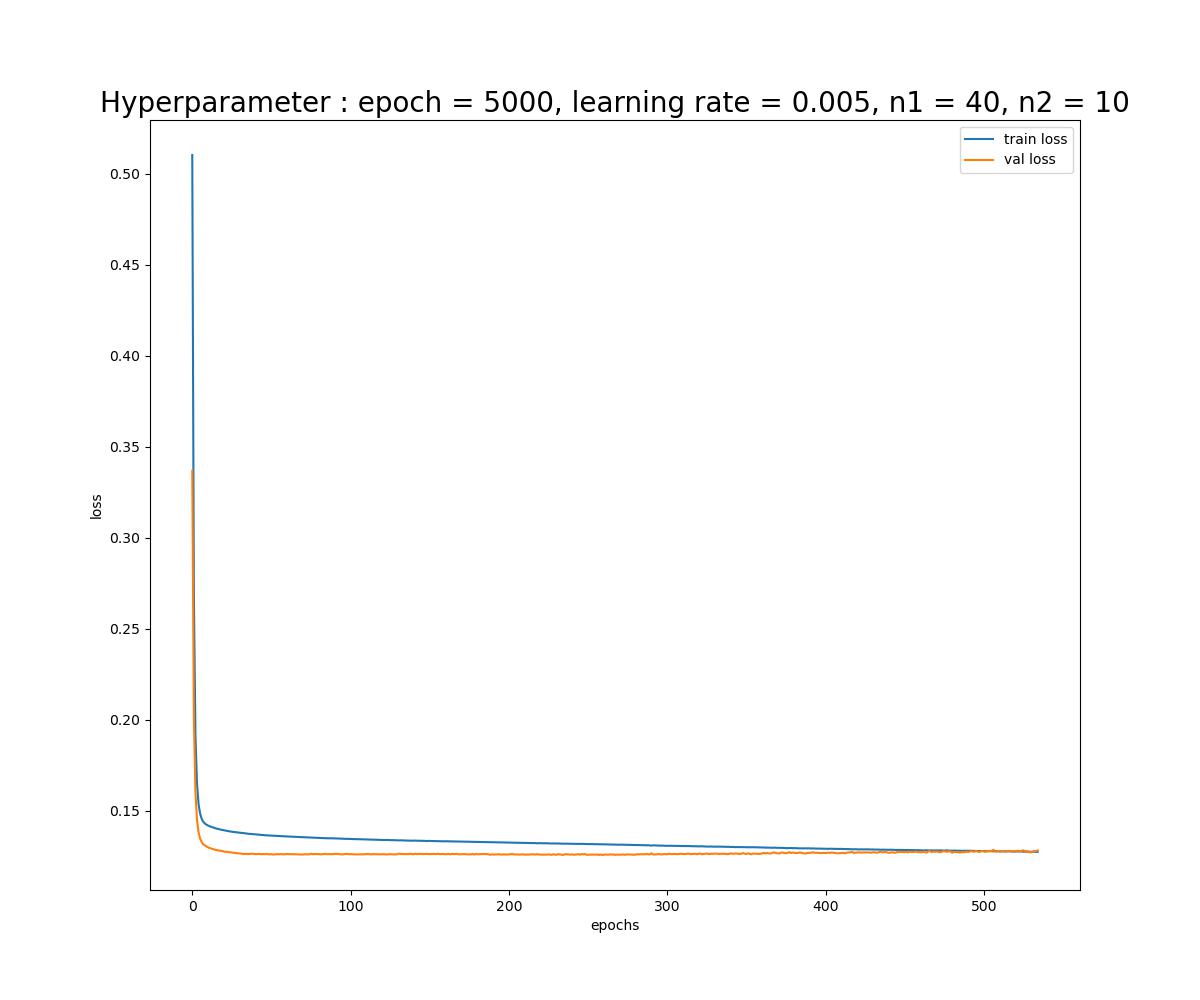 Hyperparameter : epoch = 5000, learning rate = 0.005, n1 = 40, n2 = 10
train loss
val loss
0.50
0.45
0.40
0.35
0.30
0.25
0.20
0.15
loss
0 100 200 300 400 500
epochs